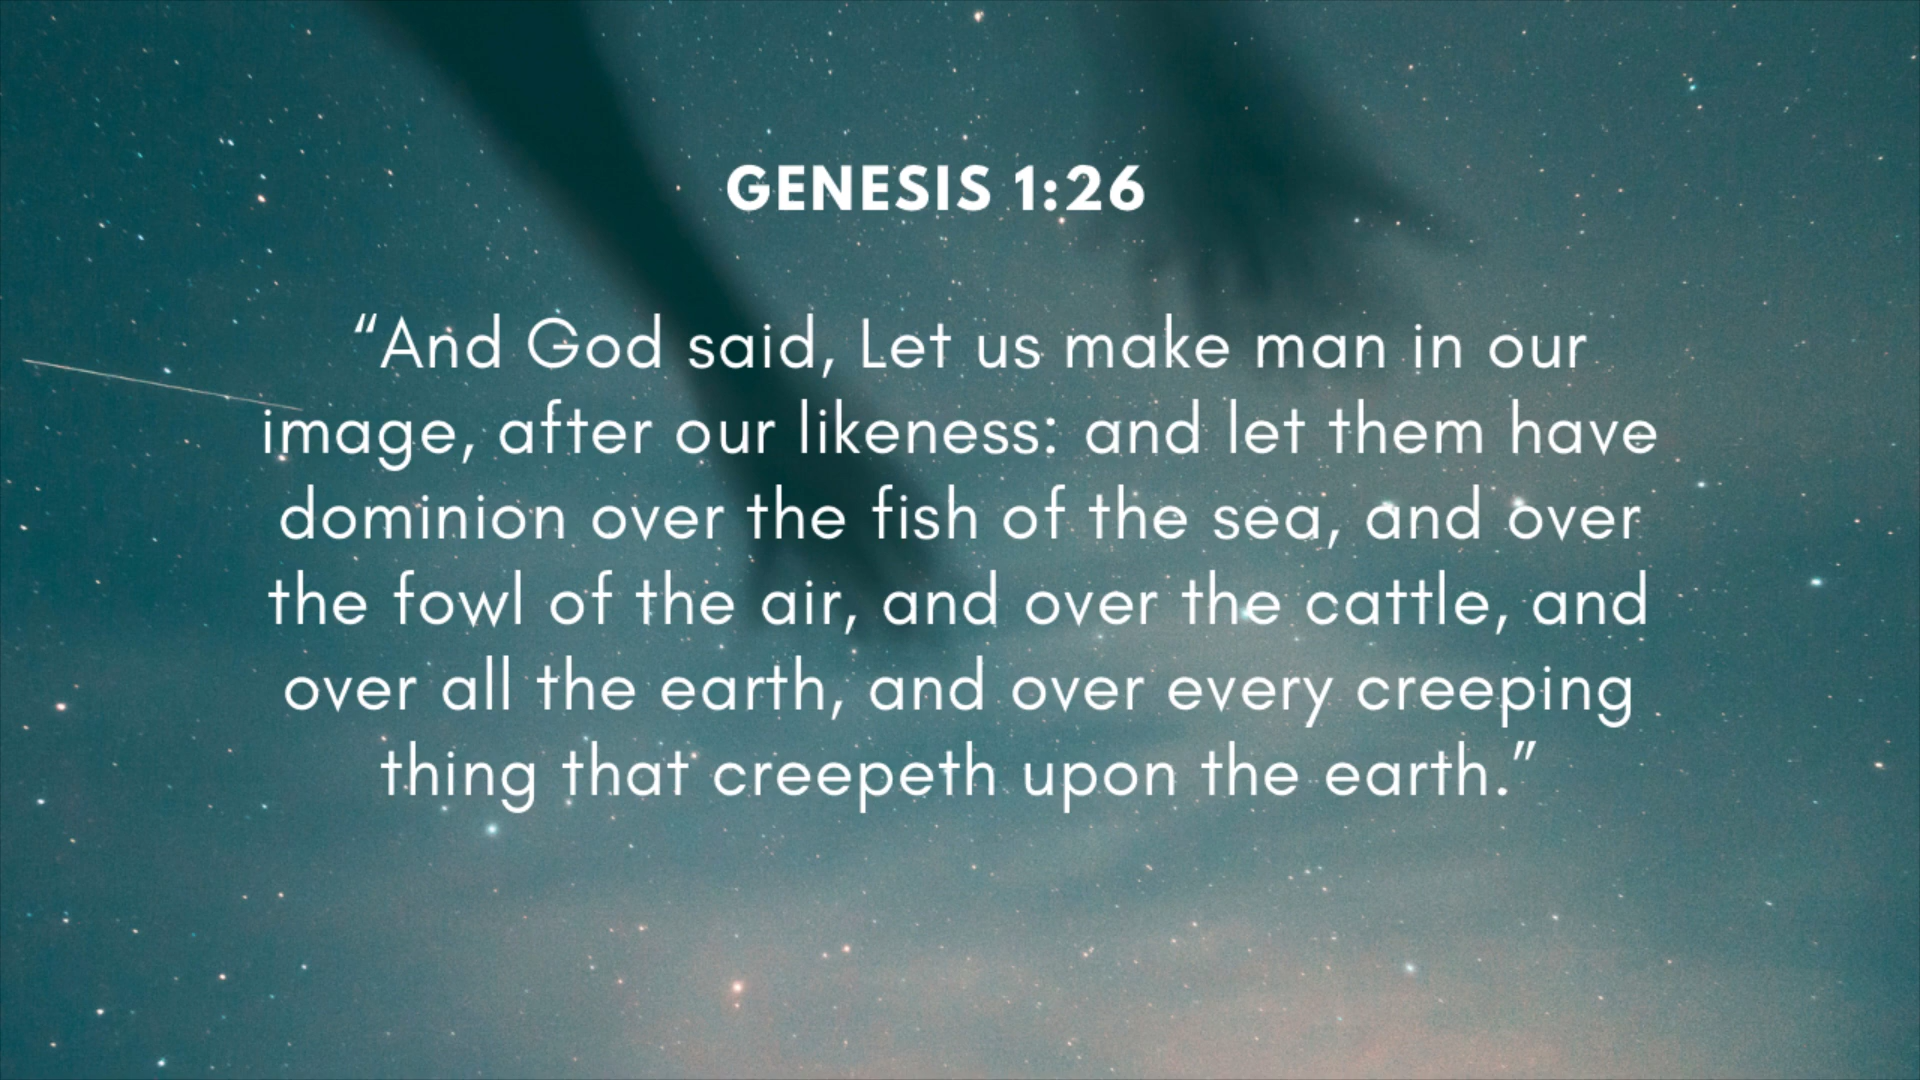 GENESIS 1:26
“And God said, Let us make man in our
image, after our likeness: and let them have
dominion over the fish of the sea, and over
the fowl of the air, and over the cattle, and
over all the earth, and over every creeping
thing that creepeth upon the earth.”